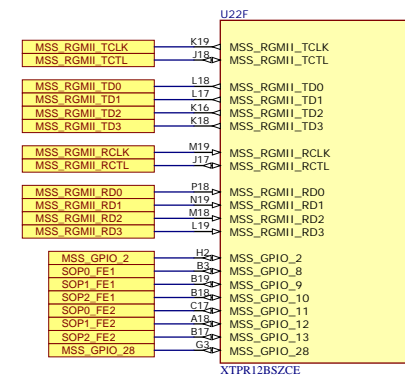 U22F
MSS_RGMII_TCLK K19 MSS_RGMII_TCLK
MSS_RGMII_TCTL J18 MSS_RGMII_TCTL
MSS_RGMII_TD0 L18 MSS_RGMII_TD0
MSS_RGMII_TD1 L17 MSS_RGMII_TD1
MSS_RGMII_TD2 K16 MSS_RGMII_TD2
MSS_RGMII_TD3 K18 MSS_RGMII_TD3
MSS_RGMII_RCLK M19 MSS_RGMII_RCLK
MSS_RGMII_RCTL J17 MSS_RGMII_RCTL
MSS_RGMII_RD0 P18 MSS_RGMII_RD0
MSS_RGMII_RD1 N19 MSS_RGMII_RD1
MSS_RGMII_RD2 M18 MSS_RGMII_RD2
MSS_RGMII_RD3 L19 MSS_RGMII_RD3
MSS_GPIO_2 H2 MSS_GPIO_2
SOP0_FE1 B3 MSS_GPIO_8
SOP1_FE1 B19 MSS_GPIO_9
SOP2_FE1 B18 MSS_GPIO_10
SOP0_FE2 C17 MSS_GPIO_11
SOP1_FE2 A18 MSS_GPIO_12
SOP2_FE2 B17 MSS_GPIO_13
MSS_GPIO_28 G3 MSS_GPIO_28
XTPR12BSZCE